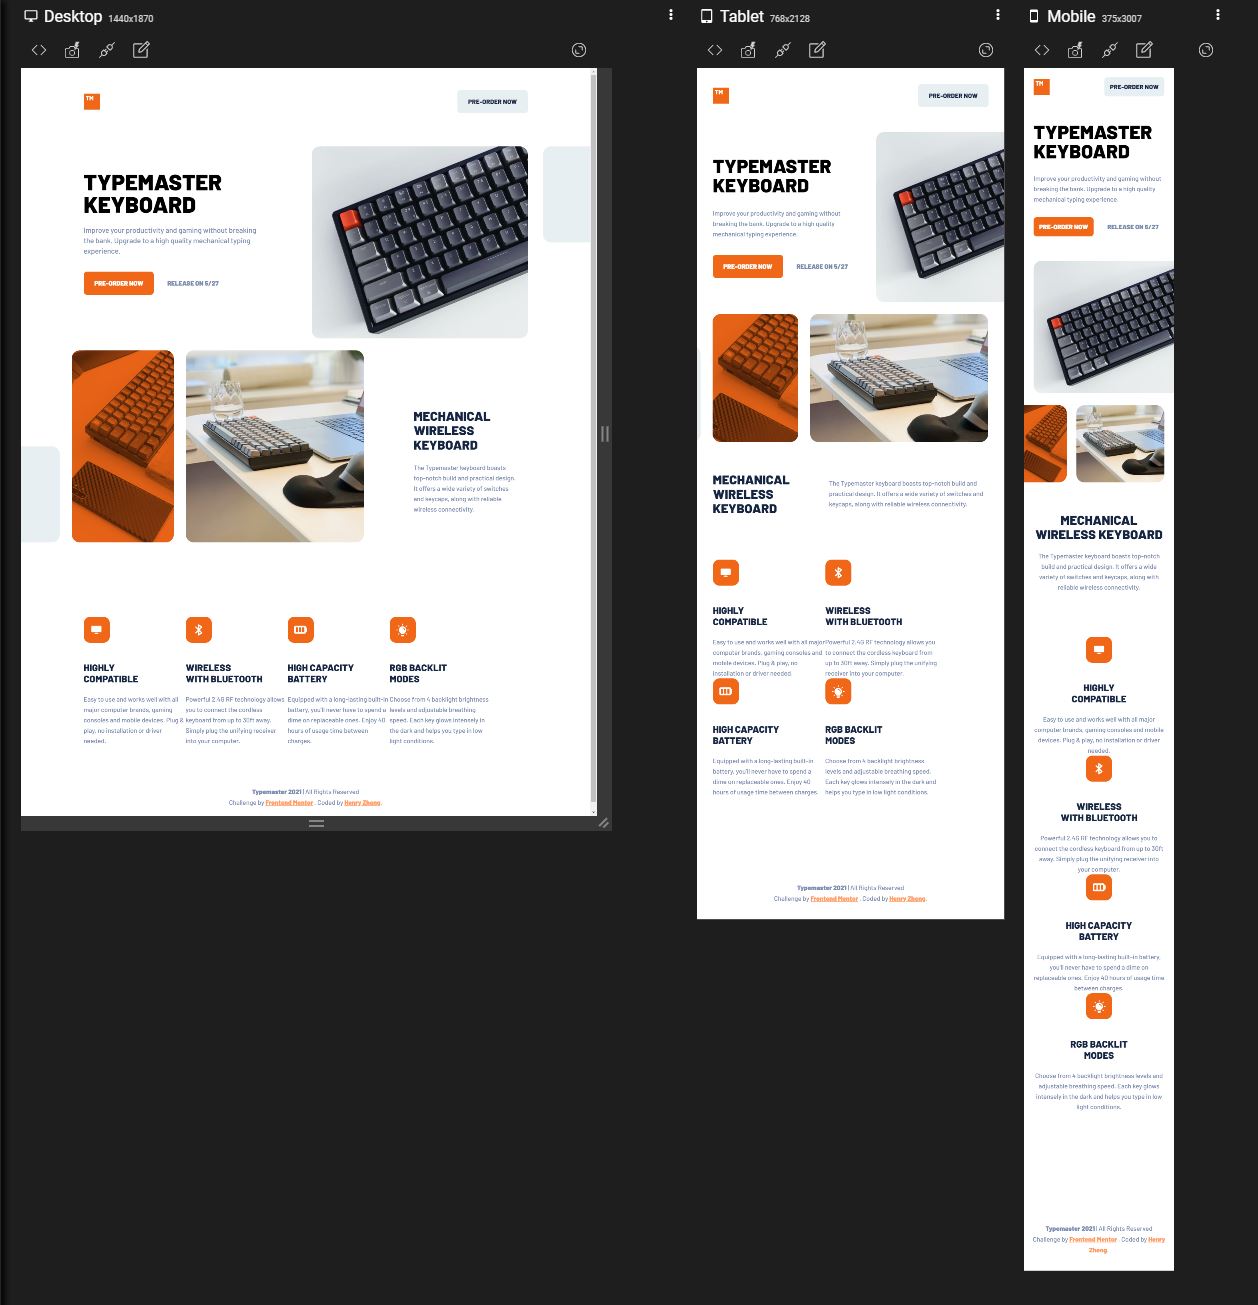 Desktop 1440x1870
TM
PRE-ORDER NOW
TYPEMASTER
KEYBOARD
Improve your productivity and gaming without breaking
the bank. Upgrade to a high quality mechanical typing
experience.
PRE-ORDER NOW
RELEASE ON 5/27
MECHANICAL
WIRELESS
KEYBOARD
The Typemaster keyboard boasts
top-notch build and practical design.
It offers a wide variety of switches
and keycaps, along with reliable
wireless connectivity.
HIGHLY
COMPATIBLE
Easy to use and works well with all
major computer brands, gaming
consoles and mobile devices. Plug &
play, no installation or driver
needed.
WIRELESS
WITH BLUETOOTH
Powerful 2.4G RF technology allows
you to connect the cordless
keyboard from up to 30ft away.
Simply plug the unifying receiver
into your computer.
HIGH CAPACITY
BATTERY
Equipped with a long-lasting built-in
battery, you'll never have to spend a
dime on replaceable ones. Enjoy 40
hours of usage time between
charges.
RGB BACKLIT
MODES
Choose from 4 backlight brightness
levels and adjustable breathing
speed. Each key glows intensely in
the dark and helps you type in low
light conditions.
Typemaster 2021 | All Rights Reserved
Challenge by Frontend Mentor . Coded by Henry Zheng.
Tablet 768x2128
TM
PRE-ORDER NOW
TYPEMASTER
KEYBOARD
Improve your productivity and gaming without
breaking the bank. Upgrade to a high quality
mechanical typing experience.
PRE-ORDER NOW
RELEASE ON 5/27
MECHANICAL
WIRELESS
KEYBOARD
The Typemaster keyboard boasts top-notch build and
practical design. It offers a wide variety of switches and
keycaps, along with reliable wireless connectivity.
HIGHLY
COMPATIBLE
Easy to use and works well with all major
computer brands, gaming consoles and
mobile devices. Plug & play, no
installation or driver needed.
WIRELESS
WITH BLUETOOTH
Powerful 2.4G RF technology allows you
to connect the cordless keyboard from
up to 30ft away. Simply plug the unifying
receiver into your computer.
HIGH CAPACITY
BATTERY
Equipped with a long-lasting built-in
battery, you'll never have to spend a
dime on replaceable ones. Enjoy 40
hours of usage time between charges.
RGB BACKLIT
MODES
Choose from 4 backlight brightness
levels and adjustable breathing speed.
Each key glows intensely in the dark and
helps you type in low light conditions.
Typemaster 2021 | All Rights Reserved
Challenge by Frontend Mentor . Coded by Henry Zheng.
Mobile 375x3007
TM
PRE-ORDER NOW
TYPEMASTER
KEYBOARD
Improve your productivity and gaming without
breaking the bank. Upgrade to a high quality
mechanical typing experience.
PRE-ORDER NOW
RELEASE ON 5/27
MECHANICAL
WIRELESS KEYBOARD
The Typemaster keyboard boasts top-notch
build and practical design. It offers a wide
variety of switches and keycaps, along with
reliable wireless connectivity.
HIGHLY
COMPATIBLE
Easy to use and works well with all major
computer brands, gaming consoles and mobile
devices. Plug & play, no installation or driver
needed.
WIRELESS
WITH BLUETOOTH
Powerful 2.4G RF technology allows you to
connect the cordless keyboard from up to 30ft
away. Simply plug the unifying receiver into
your computer.
HIGH CAPACITY
BATTERY
Equipped with a long-lasting built-in battery,
you'll never have to spend a dime on
replaceable ones. Enjoy 40 hours of usage time
between charges.
RGB BACKLIT
MODES
Choose from 4 backlight brightness levels and
adjustable breathing speed. Each key glows
intensely in the dark and helps you type in low
light conditions.
Typemaster 2021 | All Rights Reserved
Challenge by Frontend Mentor . Coded by Henry
Zheng.